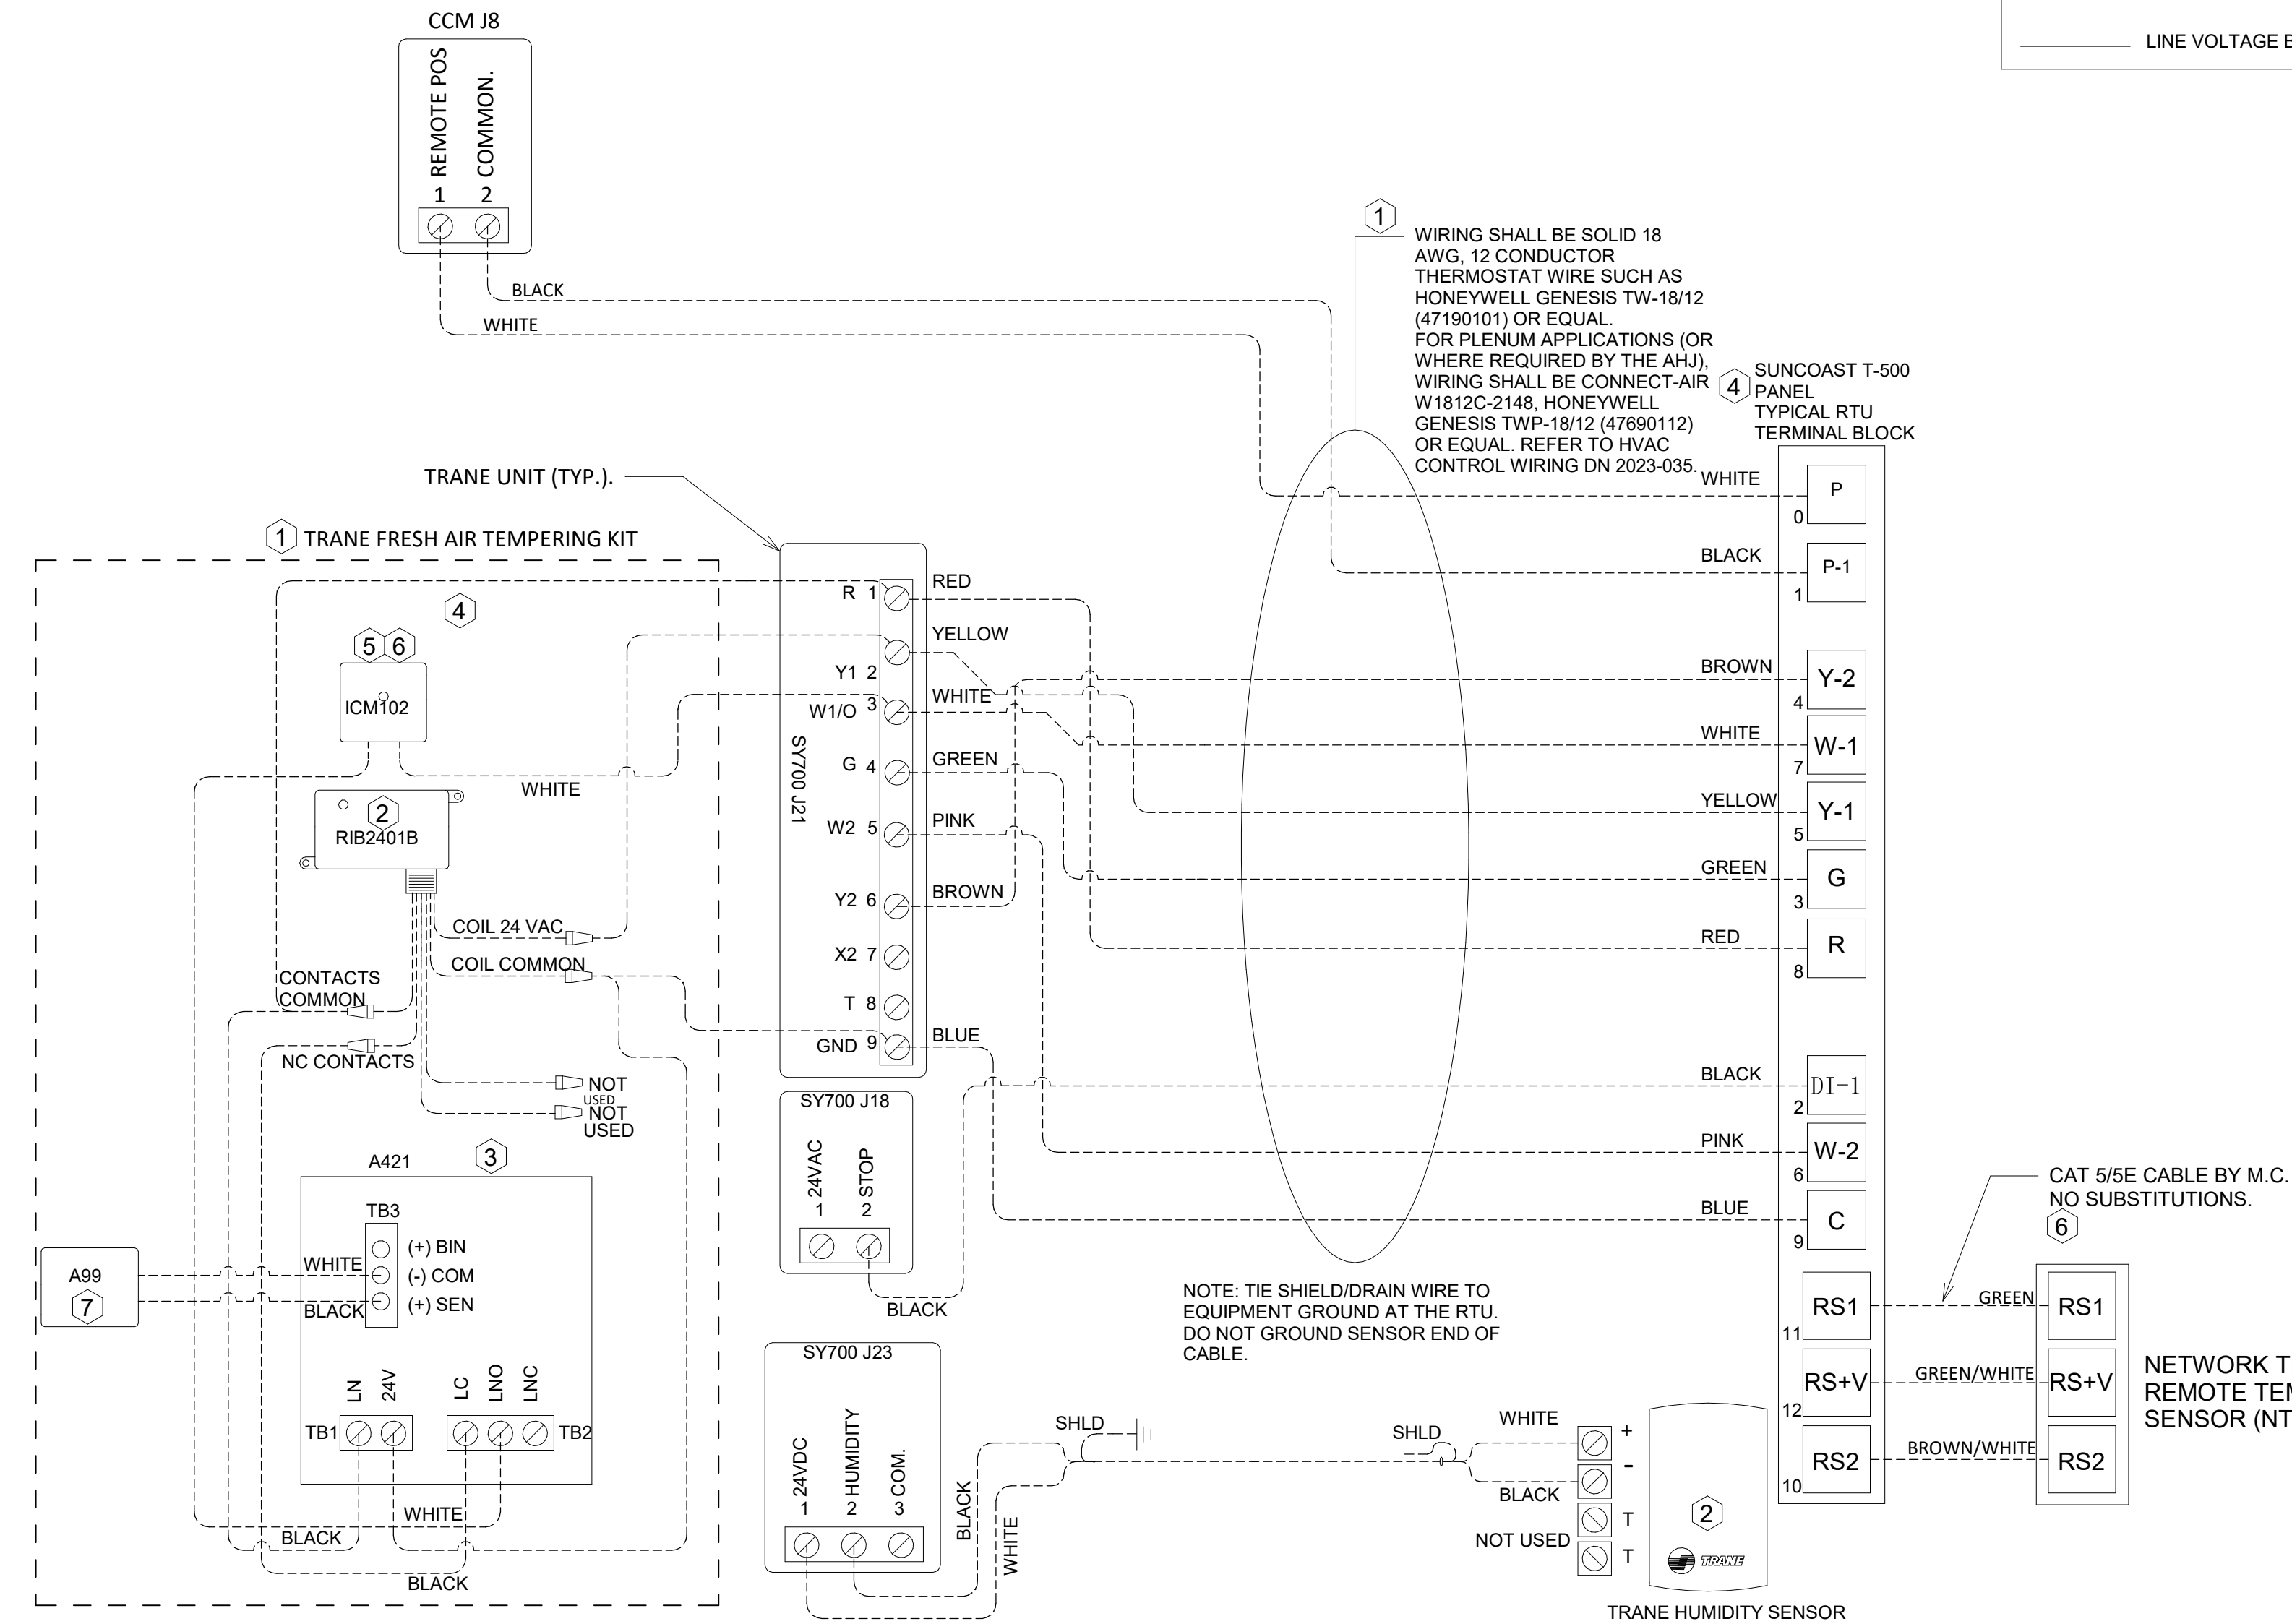 CCM J8
REMOTE POS
COMMON.
1 2
BLACK
WHITE
LINE VOLTAGE
1
WIRING SHALL BE SOLID 18
AWG, 12 CONDUCTOR
THERMOSTAT WIRE SUCH AS
HONEYWELL GENESIS TW-18/12
(47190101) OR EQUAL.
FOR PLENUM APPLICATIONS (OR
WHERE REQUIRED BY THE AHJ),
WIRING SHALL BE CONNECT-AIR
W1812C-2148, HONEYWELL
GENESIS TWP-18/12 (47690112)
OR EQUAL. REFER TO HVAC
CONTROL WIRING DN 2023-035.
4
SUNCOAST T-500
PANEL
TYPICAL RTU
TERMINAL BLOCK
TRANE UNIT (TYP.).
1 TRANE FRESH AIR TEMPERING KIT
4
5 6
ICM102
WHITE
2
RIB2401B
COIL 24 VAC
COIL COMMON
CONTACTS
COMMON
NC CONTACTS
NOT
USED
NOT
USED
A421
3
TB3
(+) BIN
(-) COM
(+) SEN
WHITE
BLACK
A99
7
LN
24V
LC
LNO
LNC
TB1
TB2
WHITE
BLACK
BLACK
SY700 J21
R 1
Y1 2
W1/O 3
G 4
W2 5
Y2 6
X2 7
T 8
GND 9
RED
YELLOW
WHITE
GREEN
PINK
BROWN
BLUE
SY700 J18
24VAC
STOP
1 2
BLACK
SY700 J23
24VDC
HUMIDITY
COM.
1 2 3
BLACK
WHITE
NOTE: TIE SHIELD/DRAIN WIRE TO
EQUIPMENT GROUND AT THE RTU.
DO NOT GROUND SENSOR END OF
CABLE.
SHLD
SHLD
WHITE
BLACK
NOT USED
+
-
T
T
2
TRANE
TRANE HUMIDITY SENSOR
WHITE P 0
BLACK P-1 1
BROWN Y-2 4
WHITE W-1 7
YELLOW Y-1 5
GREEN G 3
RED R 8
BLACK DI-1 2
PINK W-2 6
BLUE C 9
RS1 11
RS+V 12
RS2 10
CAT 5/5E CABLE BY M.C.
NO SUBSTITUTIONS.
6
GREEN RS1
GREEN/WHITE RS+V
BROWN/WHITE RS2
NETWORK
REMOTE
SENSOR